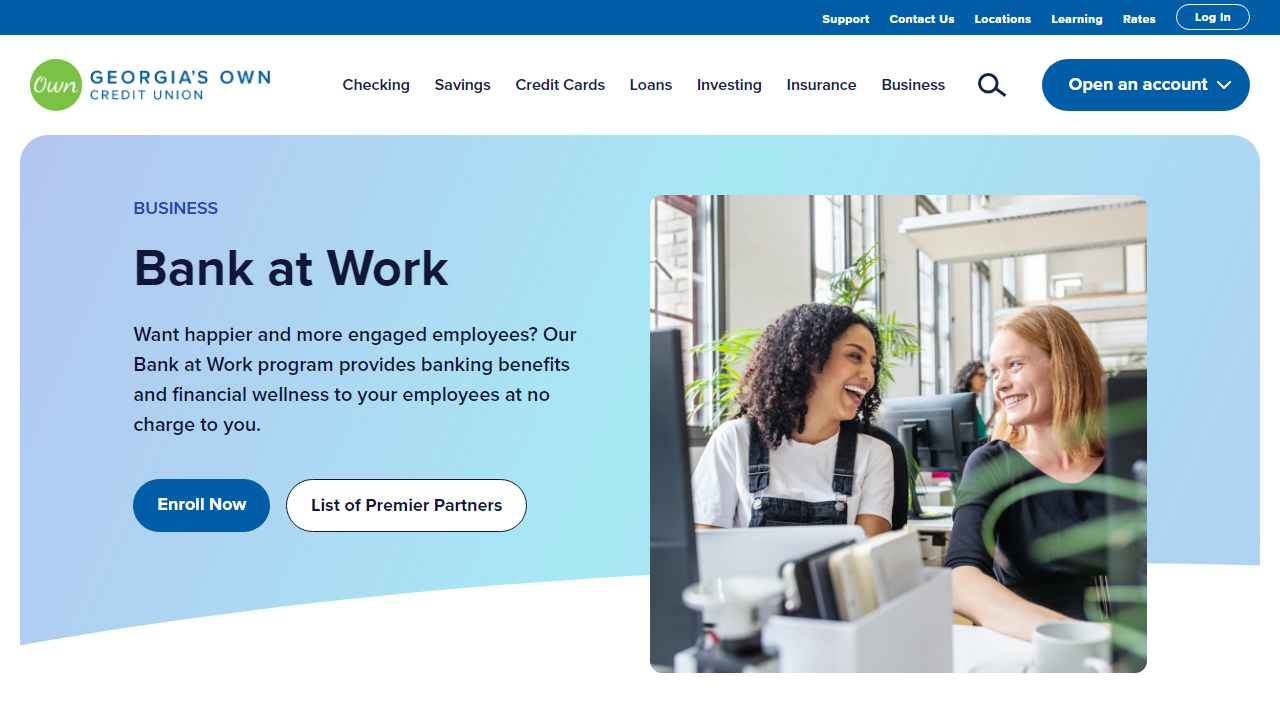 Support Contact Us Locations Learning Rates Log In
Own GEORGIA'S OWN
CREDIT UNION
Checking Savings Credit Cards Loans Investing Insurance Business Open an account
BUSINESS
Bank at Work
Want happier and more engaged employees? Our
Bank at Work program provides banking benefits
and financial wellness to your employees at no
charge to you.
Enroll Now List of Premier Partners